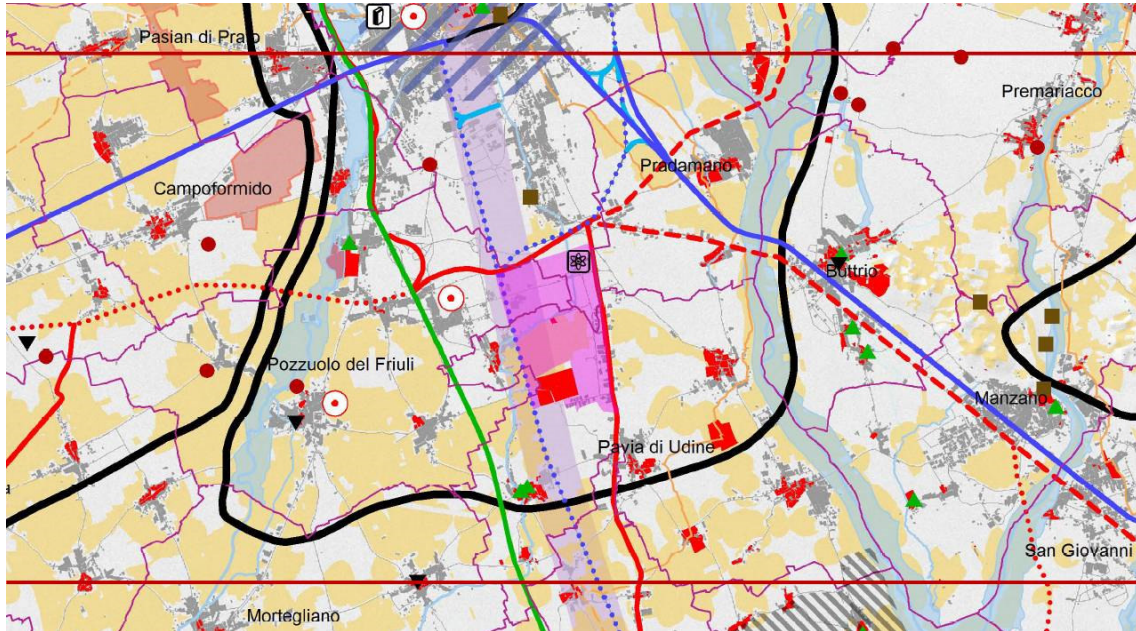 Pasian di Prato
Premariacco
Pradamano
Campoformido
Buttrio
Pozzuolo del Friuli
Manzano
Pavia di Udine
a
San Giovanni
Mortegliano